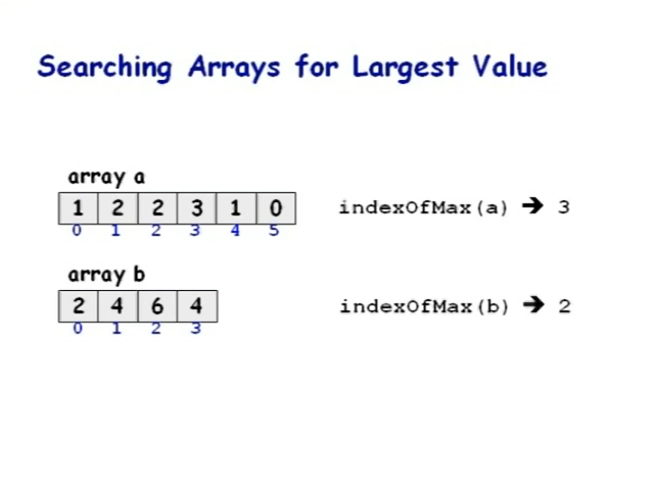 Searching Arrays for Largest Value
array a
1 2 2 3 1 0
0 1 2 3 4 5
indexOfMax(a) ➔ 3
array b
2 4 6 4
0 1 2 3
indexOfMax(b) ➔ 2